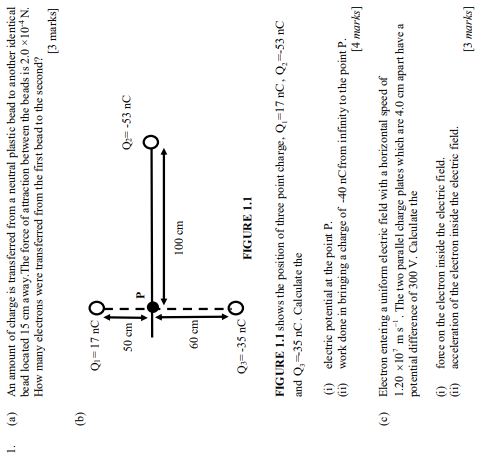 1. (a) An amount of charge is transferred from a neutral plastic bead to another identical
bead located 15 cm away. The force of attraction between the beads is 2.0 ×10⁻⁴ N.
How many electrons were transferred from the first bead to the second?
[3 marks]
(b)
Q₁= 17 nC
50 cm
P
Q₂= -53 nC
100 cm
60 cm
Q₃=-35 nC
FIGURE 1.1
FIGURE 1.1 shows the position of three point charge, Q₁=17 nC, Q₂=-53 nC
and Q₃=-35 nC. Calculate the
(i) electric potential at the point P.
(ii) work done in bringing a charge of -40 nC from infinity to the point P.
[4 marks]
(c) Electron entering a uniform electric field with a horizontal speed of
1.20 ×10⁷ m s⁻¹. The two parallel charge plates which are 4.0 cm apart have a
potential difference of 300 V. Calculate the
(i) force on the electron inside the electric field.
(ii) acceleration of the electron inside the electric field.
[3 marks]